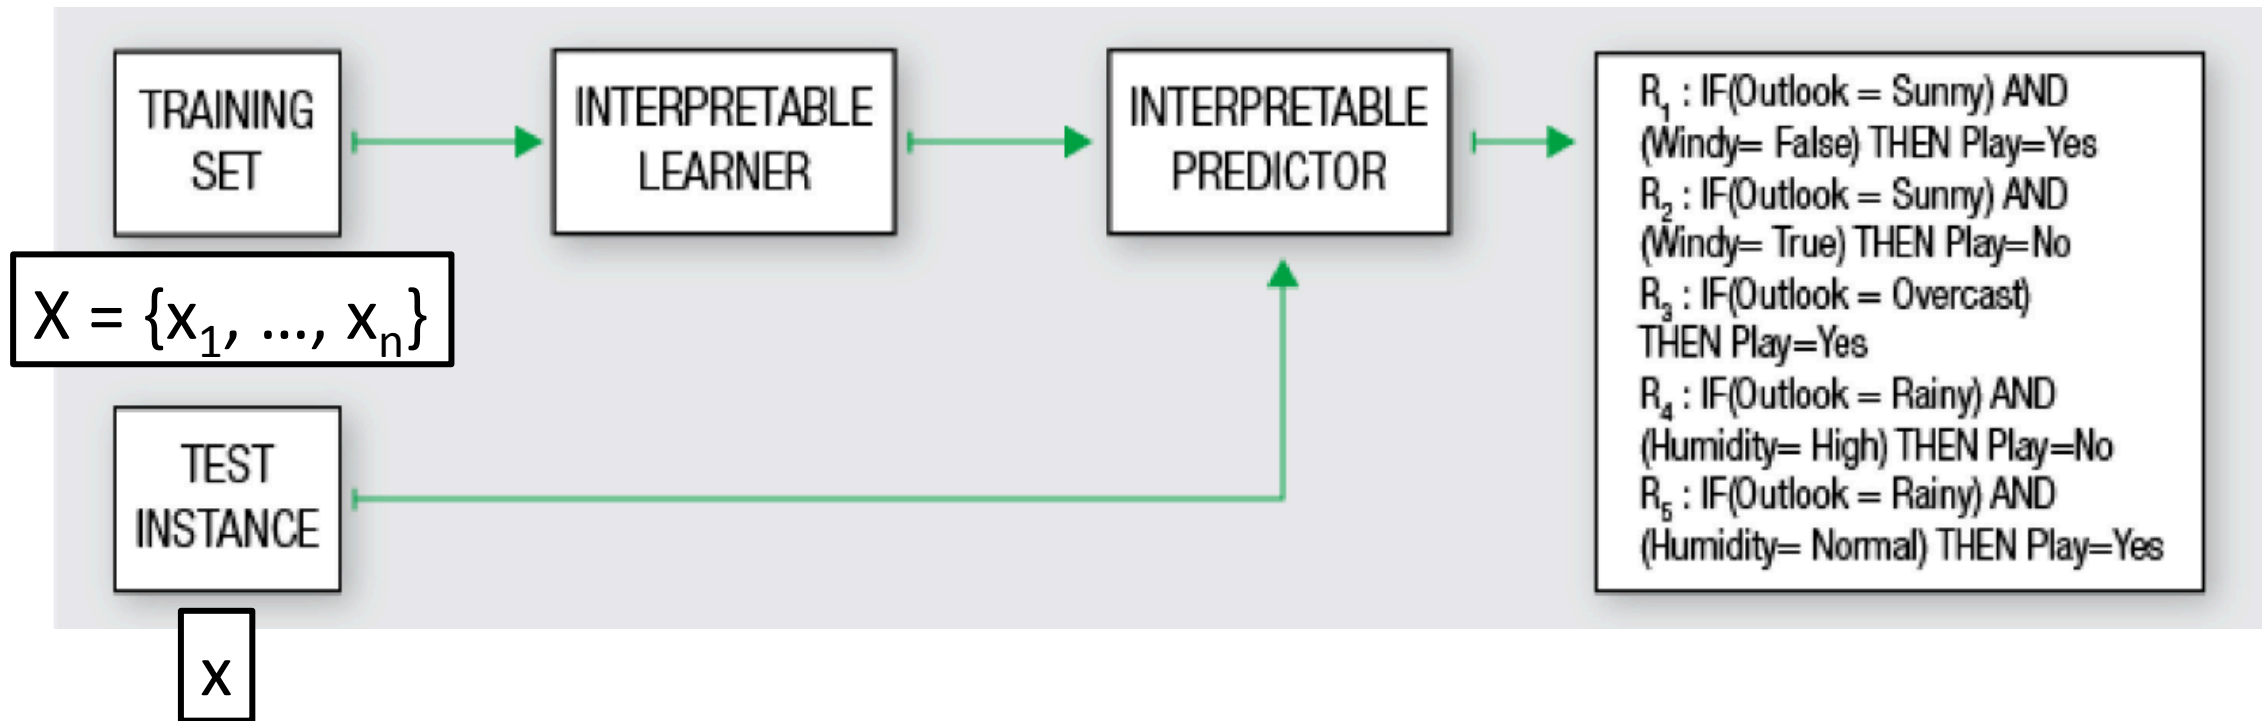 TRAINING
SET
X = {x₁, ..., xₙ}
INTERPRETABLE
LEARNER
INTERPRETABLE
PREDICTOR
R₁ : IF(Outlook = Sunny) AND
(Windy= False) THEN Play=Yes
R₂ : IF(Outlook = Sunny) AND
(Windy= True) THEN Play=No
R₃ : IF(Outlook = Overcast)
THEN Play=Yes
R₄ : IF(Outlook = Rainy) AND
(Humidity= High) THEN Play=No
R₅ : IF(Outlook = Rainy) AND
(Humidity= Normal) THEN Play=Yes
TEST
INSTANCE
x